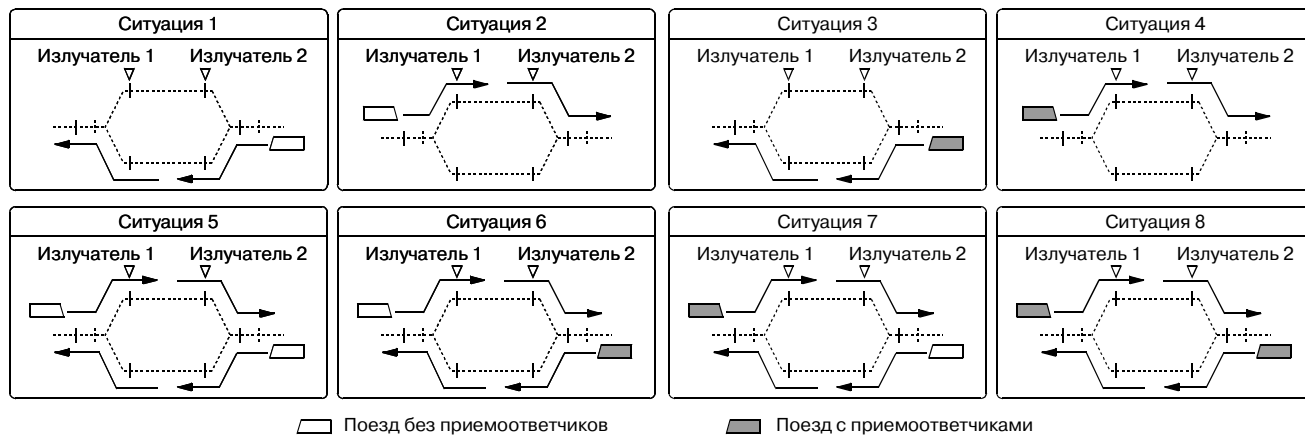 Ситуация 1
Излучатель 1 Излучатель 2
Ситуация 2
Излучатель 1 Излучатель 2
Ситуация 3
Излучатель 1 Излучатель 2
Ситуация 4
Излучатель 1 Излучатель 2
Ситуация 5
Излучатель 1 Излучатель 2
Ситуация 6
Излучатель 1 Излучатель 2
Ситуация 7
Излучатель 1 Излучатель 2
Ситуация 8
Излучатель 1 Излучатель 2
Поезд без приемоответчиков
Поезд с приемоответчиками